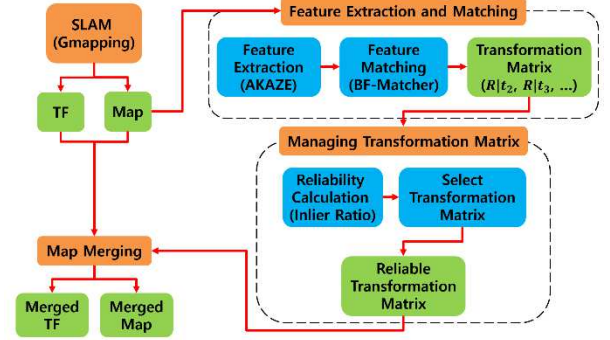 SLAM
(Gmapping)
TF
Map
Feature Extraction and Matching
Feature
Extraction
(AKAZE)
Feature
Matching
(BF-Matcher)
Transformation
Matrix
(R|t₂, R|t₃, ...)
Managing Transformation Matrix
Reliability
Calculation
(Inlier Ratio)
Select
Transformation
Matrix
Reliable
Transformation
Matrix
Map Merging
Merged
TF
Merged
Map